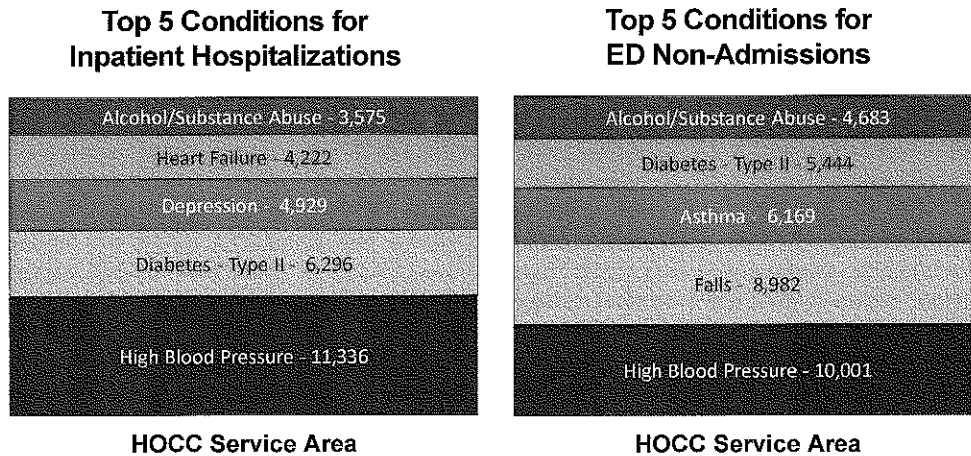 Top 5 Conditions for
Inpatient Hospitalizations
Alcohol/Substance Abuse - 3,575
Heart Failure - 4,222
Depression - 4,929
Diabetes - Type II - 6,296
High Blood Pressure - 11,336
HOCC Service Area
Top 5 Conditions for
ED Non-Admissions
Alcohol/Substance Abuse - 4,683
Diabetes - Type II - 5,444
Asthma - 6,169
Falls - 8,982
High Blood Pressure - 10,001
HOCC Service Area